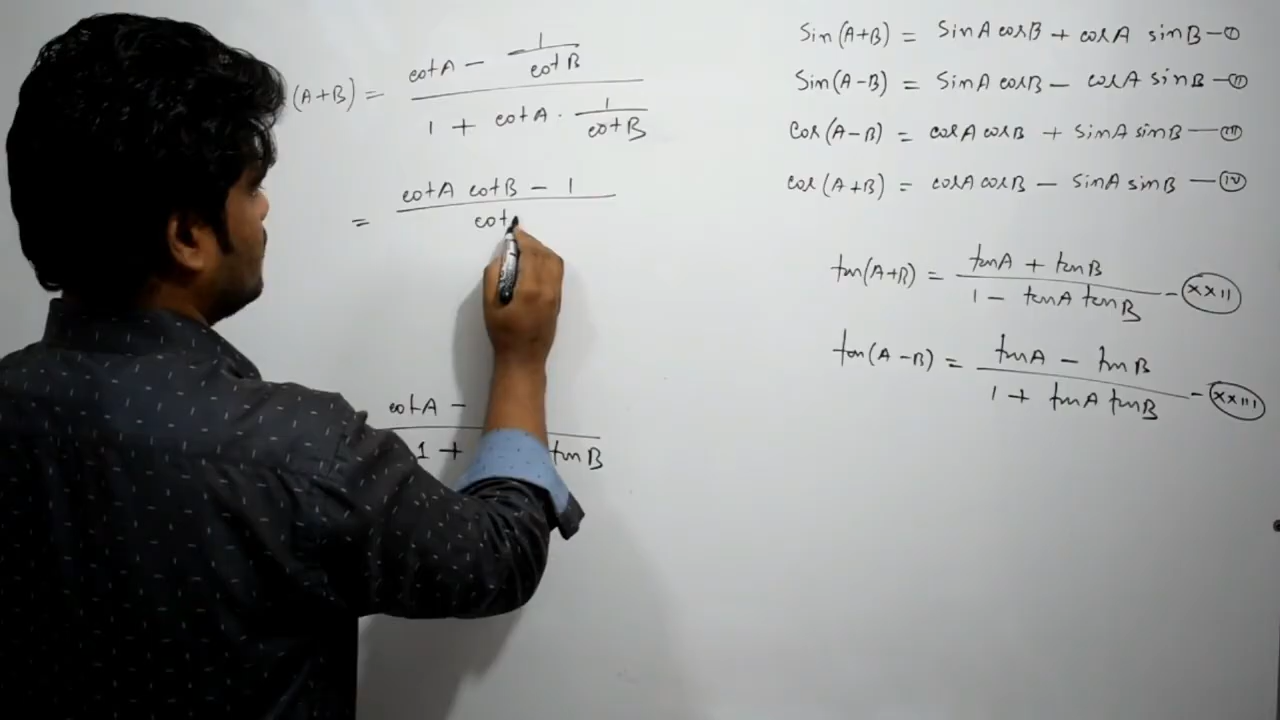 (A+B) = cotA - 1/cotB / 1 + cotA · 1/cotB
= cotA cotB - 1 / cot
cotA -
1 + tanB
Sin(A+B) = SinA cosB + cosA sinB - I
Sin(A-B) = SinA cosB - cosA sinB - II
Cos(A-B) = cosA cosB + sinA sinB - III
cos(A+B) = cosA cosB - sinA sinB - IV
tan(A+B) = tanA + tanB / 1 - tanA tanB - XXII
tan(A-B) = tanA - tanB / 1 + tanA tanB - XXIII